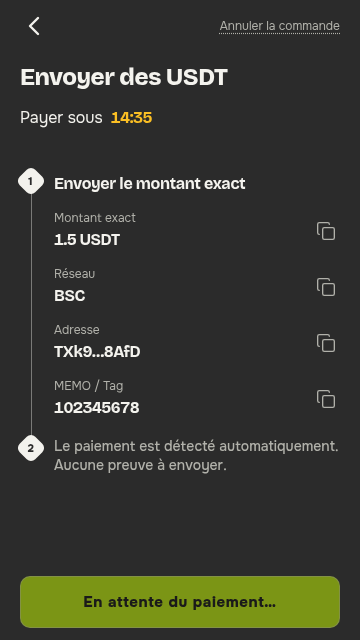 Annuler la commande
Envoyer des USDT
Payer sous 14:35
1 Envoyer le montant exact
Montant exact
1.5 USDT
Réseau
BSC
Adresse
TXk9...8AfD
MEMO / Tag
102345678
2 Le paiement est détecté automatiquement.
Aucune preuve à envoyer.
En attente du paiement...